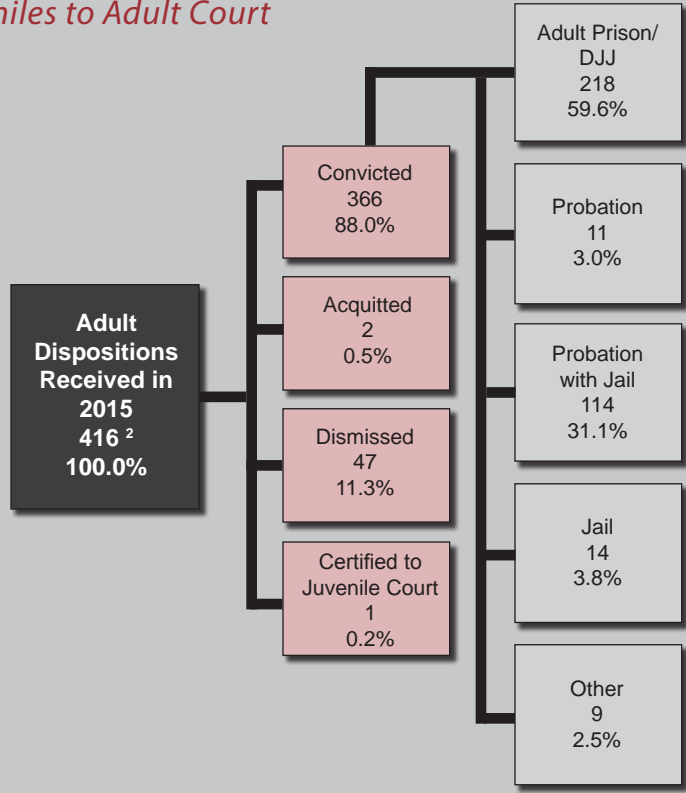 niles to Adult Court
Adult
Dispositions
Received in
2015
416 ²
100.0%
Convicted
366
88.0%
Acquitted
2
0.5%
Dismissed
47
11.3%
Certified to
Juvenile Court
1
0.2%
Adult Prison/
DJJ
218
59.6%
Probation
11
3.0%
Probation
with Jail
114
31.1%
Jail
14
3.8%
Other
9
2.5%